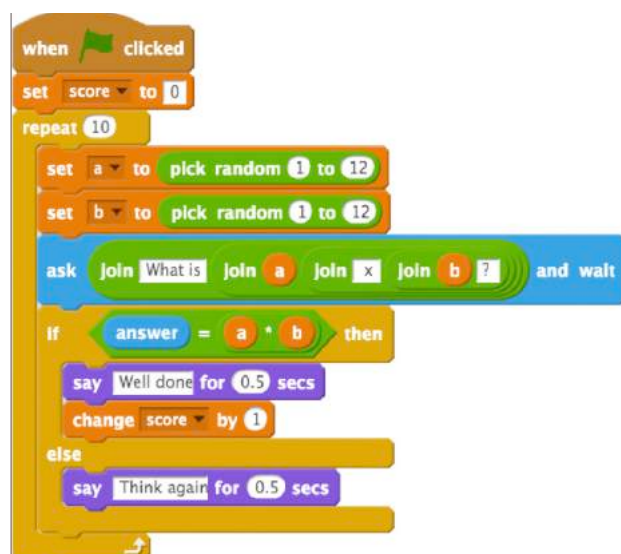 when clicked
set score to 0
repeat 10
set a to pick random 1 to 12
set b to pick random 1 to 12
ask join What is join a join x join b ? and wait
if answer = a * b then
say Well done for 0.5 secs
change score by 1
else
say Think again for 0.5 secs